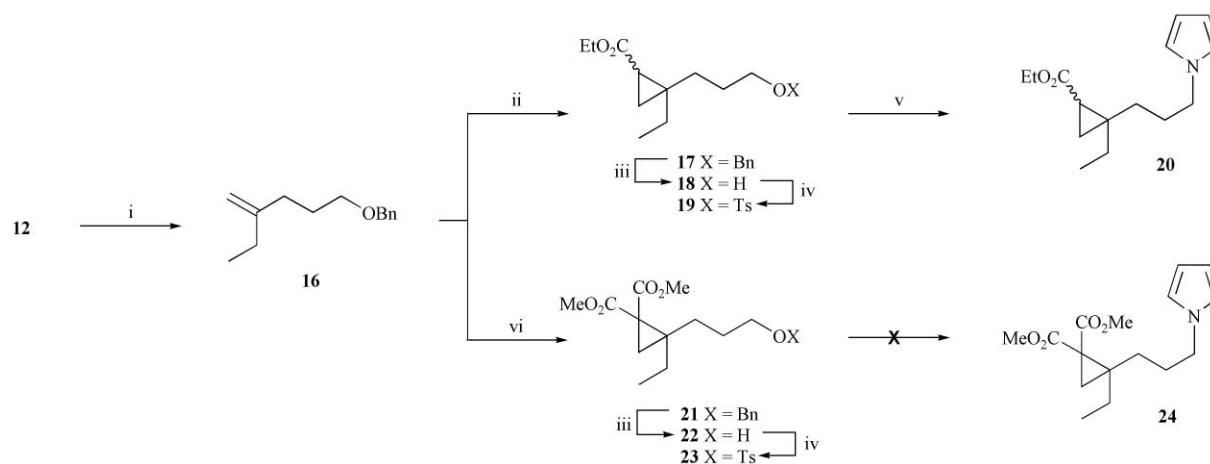 EtO₂C
OX
ii
17 X = Bn
iii
18 X = H
iv
19 X = Ts
v
EtO₂C
N
20
12
i
OBn
16
MeO₂C
CO₂Me
OX
vi
21 X = Bn
iii
22 X = H
iv
23 X = Ts
X
MeO₂C
CO₂Me
N
24